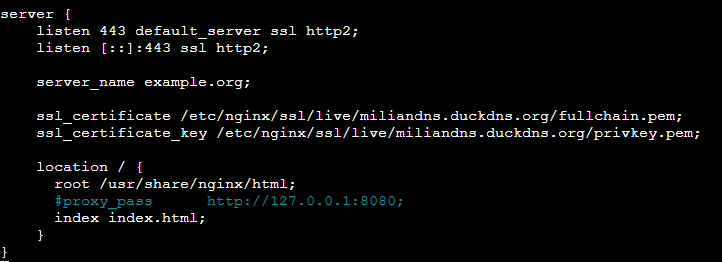 server {
    listen 443 default_server ssl http2;
    listen [::]:443 ssl http2;

    server_name example.org;

    ssl_certificate /etc/nginx/ssl/live/miliandns.duckdns.org/fullchain.pem;
    ssl_certificate_key /etc/nginx/ssl/live/miliandns.duckdns.org/privkey.pem;

    location / {
      root /usr/share/nginx/html;
      #proxy_pass      http://127.0.0.1:8080;
      index index.html;
    }
}